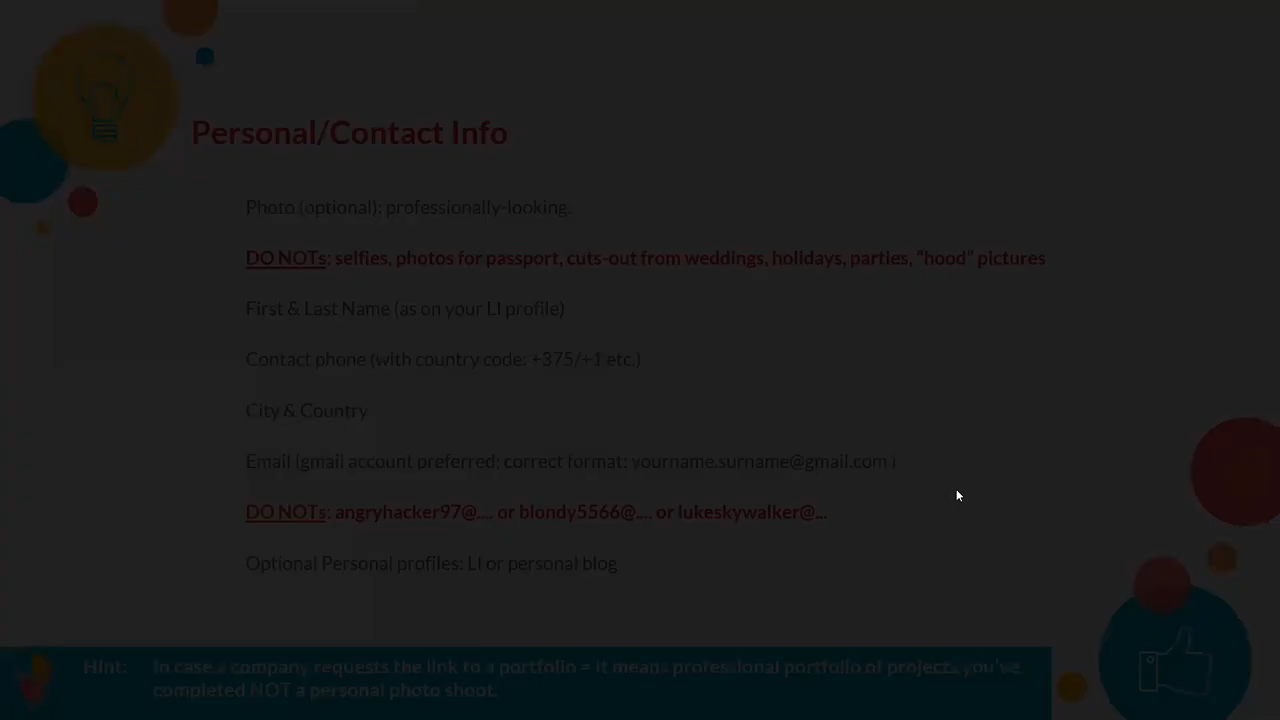 Personal/Contact Info
Photo (optional): professionally-looking.
DO NOTs: selfies, photos for passport, cuts-out from weddings, holidays, parties, “hood” pictures
First & Last Name (as on your LI profile)
Contact phone (with country code: +375/+1 etc.)
City & Country
Email (gmail account preferred; correct format: yourname.surname@gmail.com )
DO NOTs: angryhacker97@.... or blondy5566@.... or lukeskywalker@...
Optional Personal profiles: LI or personal blog
Hint: In case a company requests the link to a portfolio = it means professional portfolio of projects you've
completed NOT a personal photo shoot.